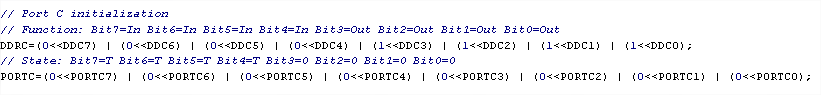 // Port C initialization
// Function: Bit7=In Bit6=In Bit5=In Bit4=In Bit3=Out Bit2=Out Bit1=Out Bit0=Out
DDRC=(0<<DDC7) | (0<<DDC6) | (0<<DDC5) | (0<<DDC4) | (1<<DDC3) | (1<<DDC2) | (1<<DDC1) | (1<<DDC0);
// State: Bit7=T Bit6=T Bit5=T Bit4=T Bit3=0 Bit2=0 Bit1=0 Bit0=0
PORTC=(0<<PORTC7) | (0<<PORTC6) | (0<<PORTC5) | (0<<PORTC4) | (0<<PORTC3) | (0<<PORTC2) | (0<<PORTC1) | (0<<PORTC0);